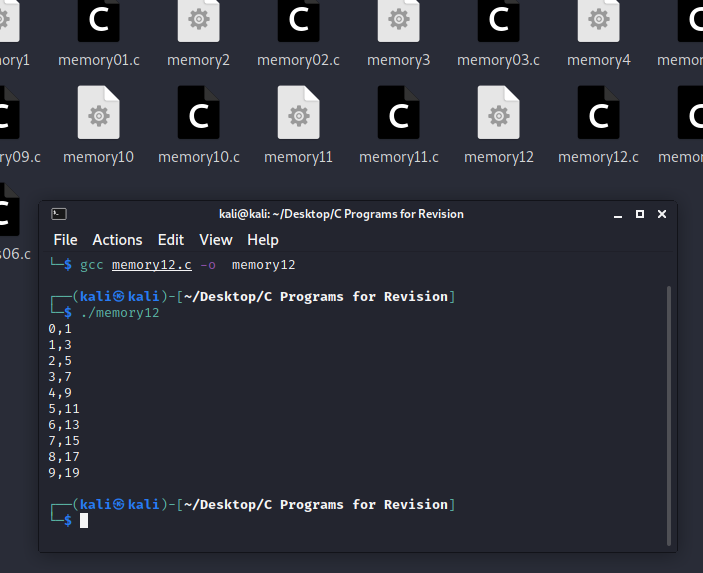 ory1 memory01.c memory2 memory02.c memory3 memory03.c memory4 memor
C C C C
ry09.c memory10 memory10.c memory11 memory11.c memory12 memory12.c memor
s06.c
kali@kali: ~/Desktop/C Programs for Revision
File Actions Edit View Help
└─$ gcc memory12.c -o  memory12
┌──(kali㉿kali)-[~/Desktop/C Programs for Revision]
└─$ ./memory12
0,1
1,3
2,5
3,7
4,9
5,11
6,13
7,15
8,17
9,19
┌──(kali㉿kali)-[~/Desktop/C Programs for Revision]
└─$